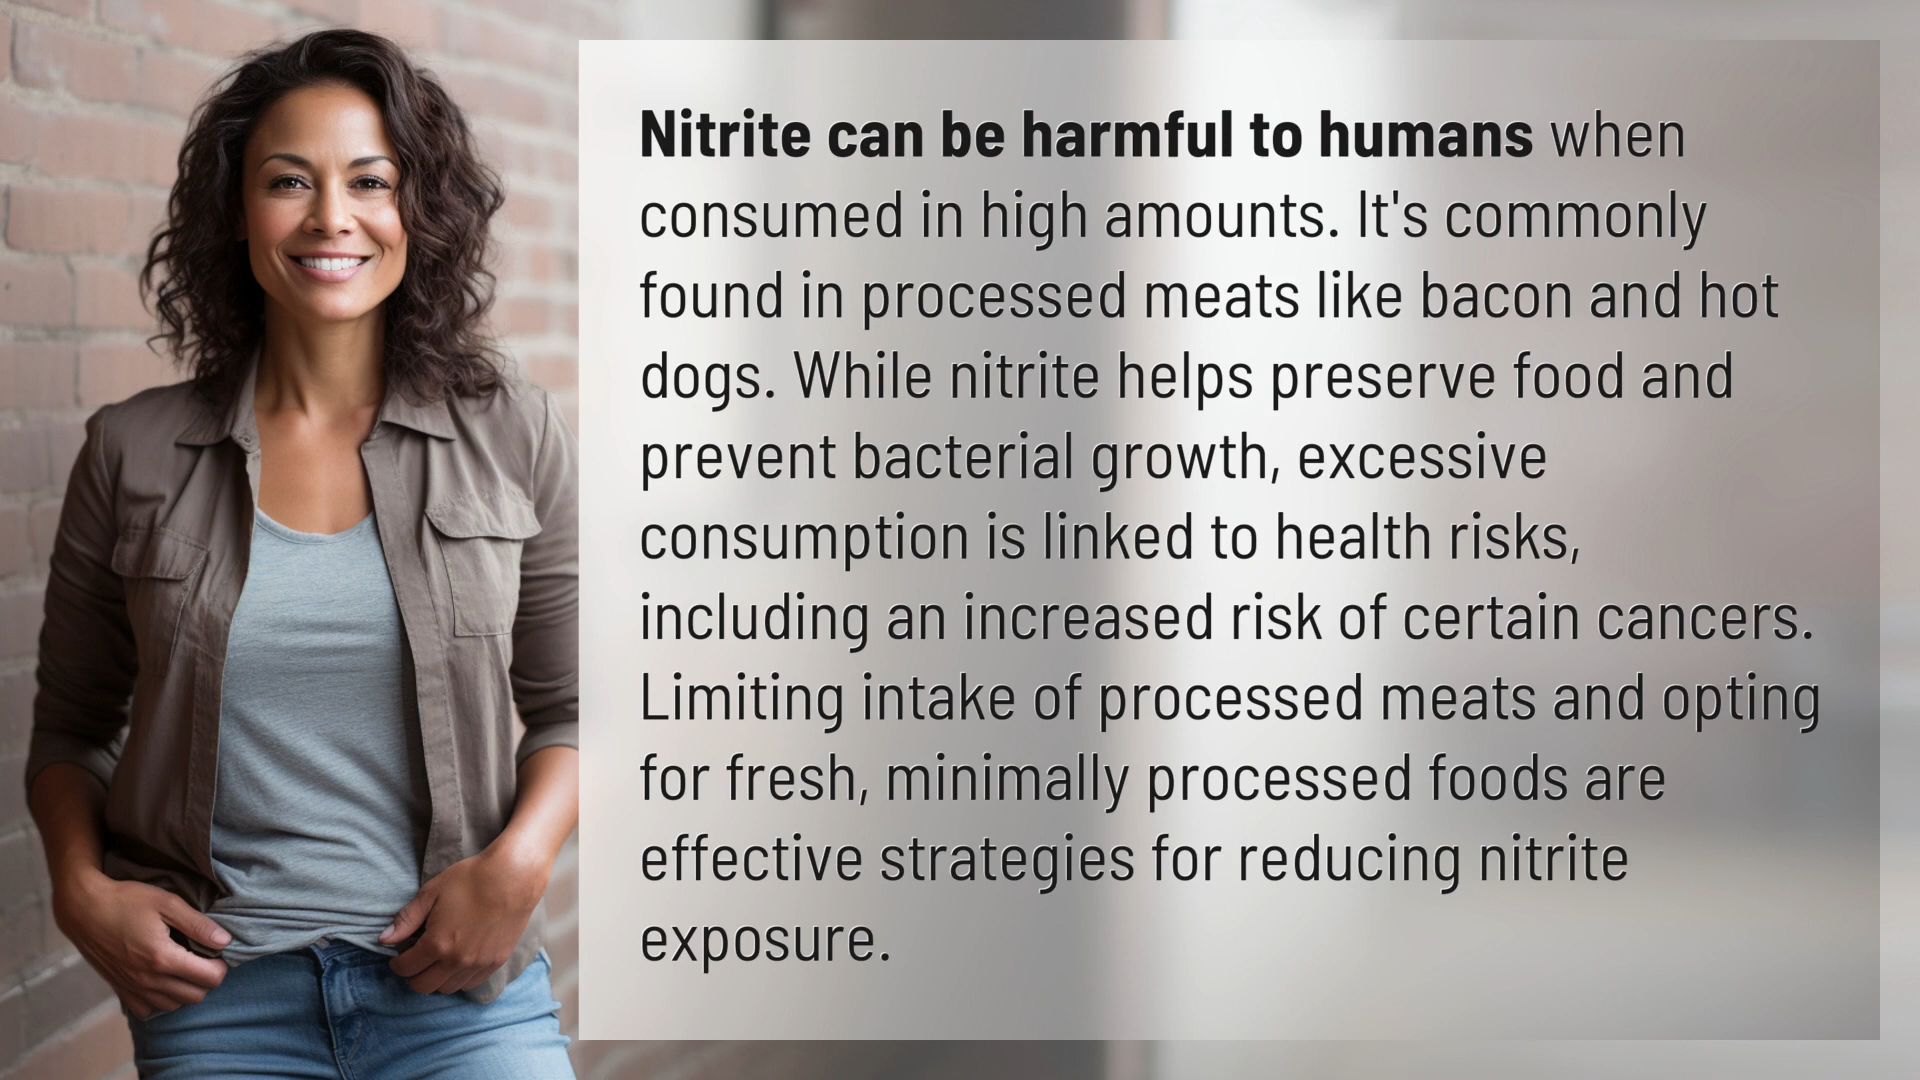 Nitrite can be harmful to humans when
consumed in high amounts. It's commonly
found in processed meats like bacon and hot
dogs. While nitrite helps preserve food and
prevent bacterial growth, excessive
consumption is linked to health risks,
including an increased risk of certain cancers.
Limiting intake of processed meats and opting
for fresh, minimally processed foods are
effective strategies for reducing nitrite
exposure.